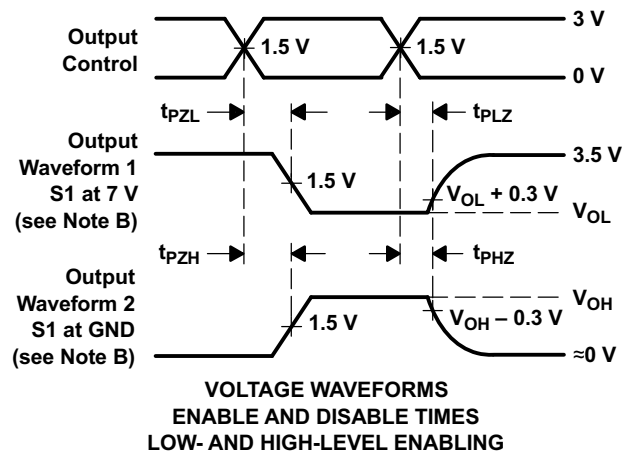 Output
Control
1.5 V
1.5 V
3 V
0 V
tPZL
tPLZ
Output
Waveform 1
S1 at 7 V
(see Note B)
1.5 V
3.5 V
VOL + 0.3 V
VOL
tPZH
tPHZ
Output
Waveform 2
S1 at GND
(see Note B)
1.5 V
VOH
VOH – 0.3 V
≈0 V
VOLTAGE WAVEFORMS
ENABLE AND DISABLE TIMES
LOW- AND HIGH-LEVEL ENABLING